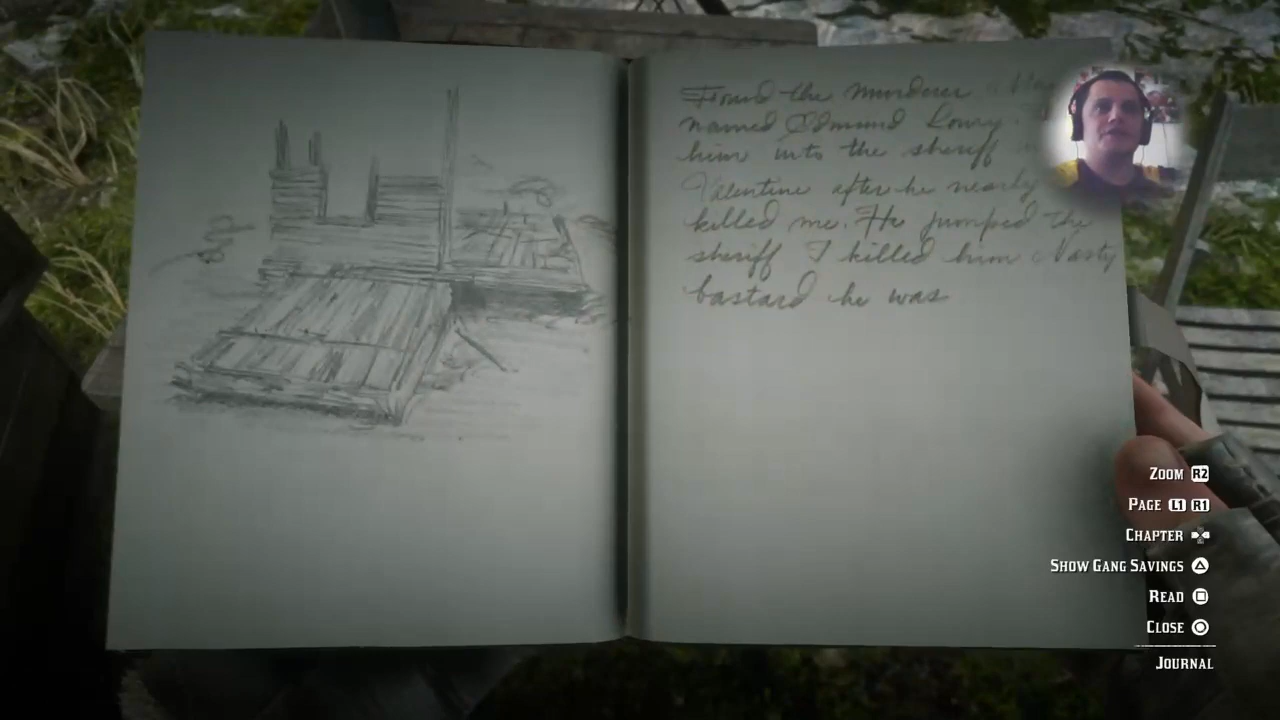 Found the murderer
named Edmund Lowry.
him into the sheriff
Valentine after he nearly
killed me. He jumped the
sheriff I killed him Nasty
bastard he was
ZOOM R2
PAGE L1 R1
CHAPTER
SHOW GANG SAVINGS
READ
CLOSE
JOURNAL